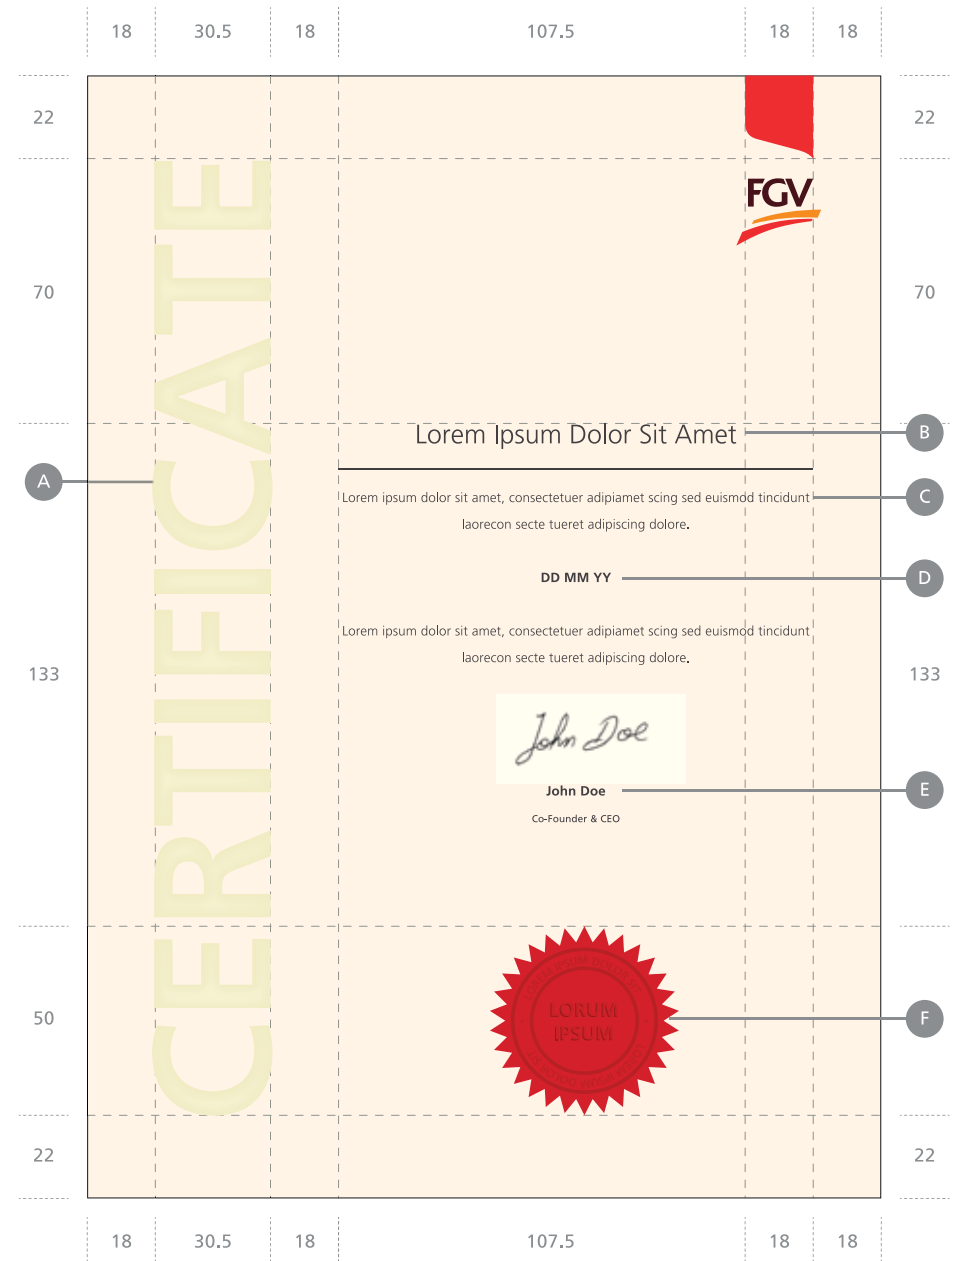 18 30.5 18 107.5 18 18
22 22
FGV
70 70
CERTIFICATE
Lorem Ipsum Dolor Sit Amet B
A
Lorem ipsum dolor sit amet, consectetuer adipiamet scing sed euismod tincidunt C
laorecon secte tueret adipiscing dolore.
DD MM YY D
Lorem ipsum dolor sit amet, consectetuer adipiamet scing sed euismod tincidunt
laorecon secte tueret adipiscing dolore.
133 133
John Doe
John Doe E
Co-Founder & CEO
LOREM IPSUM DOLOR SIT
LORUM
IPSUM
50 F
22 22
18 30.5 18 107.5 18 18